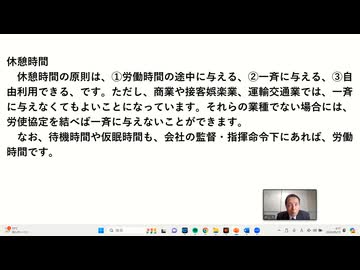 休憩時間
休憩時間の原則は、①労働時間の途中に与える、②一斉に与える、③自
由利用できる、です。ただし、商業や接客娯楽業、運輸交通業では、一斉
に与えなくてもよいことになっています。それらの業種でない場合には、
労使協定を結べば一斉に与えないことができます。
なお、待機時間や仮眠時間も、会社の監督・指揮命令下にあれば、労働
時間です。